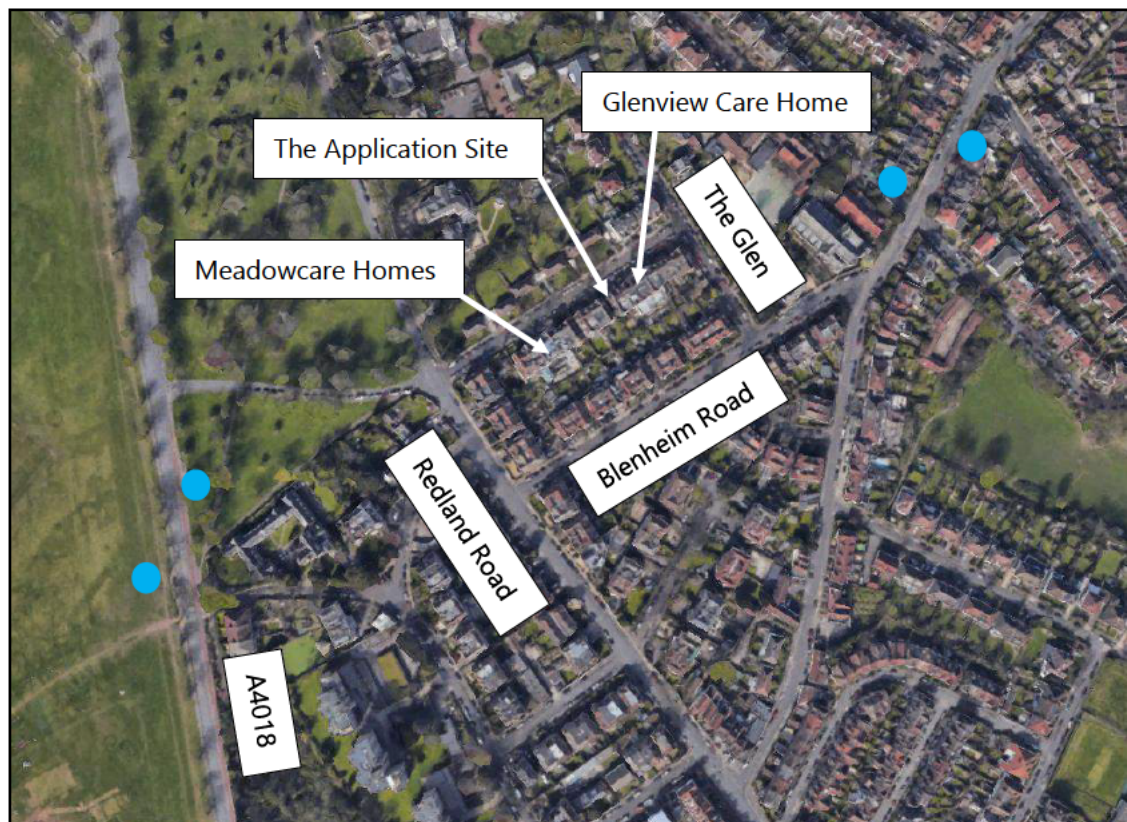 Glenview Care Home
The Application Site
The Glen
Meadowcare Homes
Blenheim Road
Redland Road
A4018